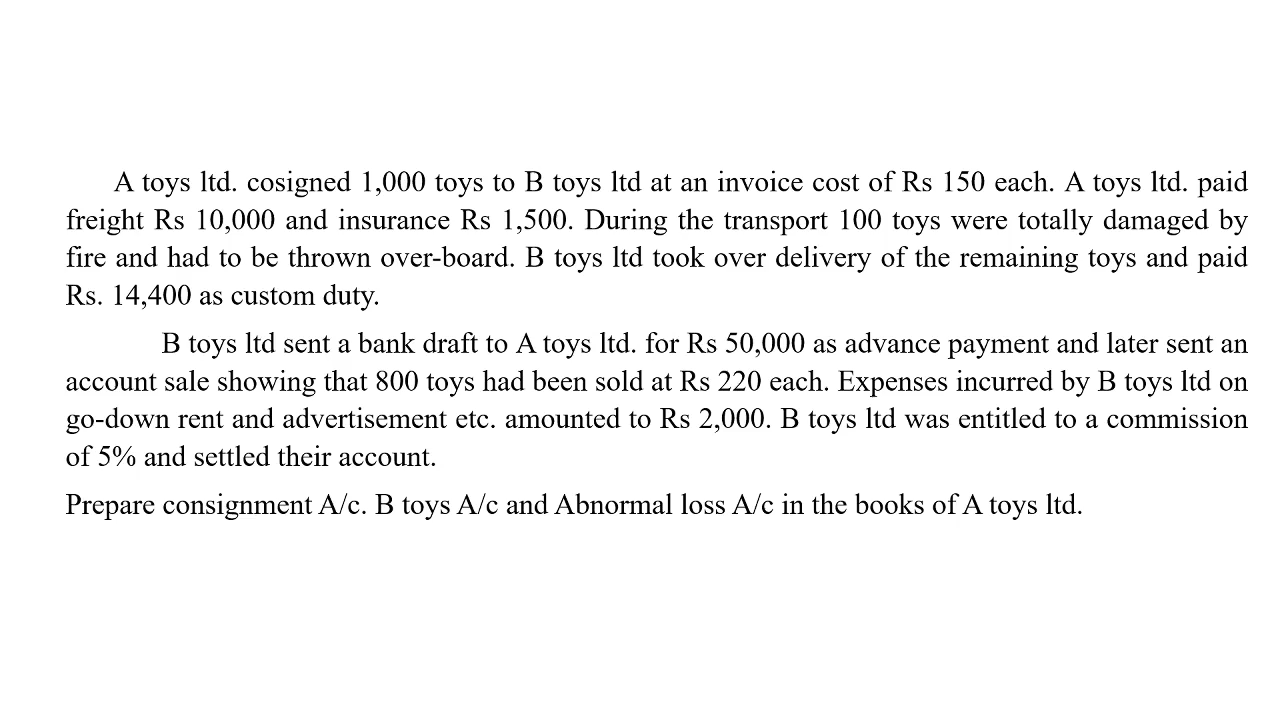 A toys ltd. cosigned 1,000 toys to B toys ltd at an invoice cost of Rs 150 each. A toys ltd. paid
freight Rs 10,000 and insurance Rs 1,500. During the transport 100 toys were totally damaged by
fire and had to be thrown over-board. B toys ltd took over delivery of the remaining toys and paid
Rs. 14,400 as custom duty.
B toys ltd sent a bank draft to A toys ltd. for Rs 50,000 as advance payment and later sent an
account sale showing that 800 toys had been sold at Rs 220 each. Expenses incurred by B toys ltd on
go-down rent and advertisement etc. amounted to Rs 2,000. B toys ltd was entitled to a commission
of 5% and settled their account.
Prepare consignment A/c. B toys A/c and Abnormal loss A/c in the books of A toys ltd.